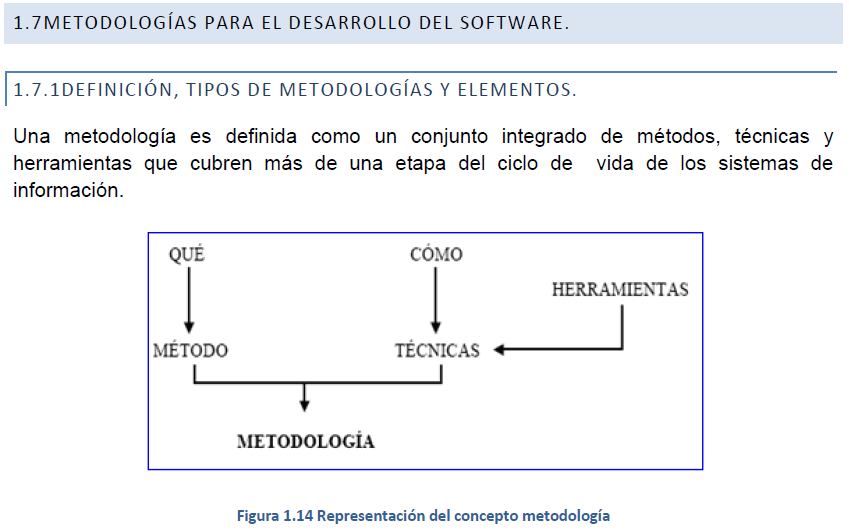 1.7METODOLOGÍAS PARA EL DESARROLLO DEL SOFTWARE.
1.7.1DEFINICIÓN, TIPOS DE METODOLOGÍAS Y ELEMENTOS.
Una metodología es definida como un conjunto integrado de métodos, técnicas y
herramientas que cubren más de una etapa del ciclo de vida de los sistemas de
información.
QUÉ CÓMO
HERRAMIENTAS
MÉTODO TÉCNICAS
METODOLOGÍA
Figura 1.14 Representación del concepto metodología